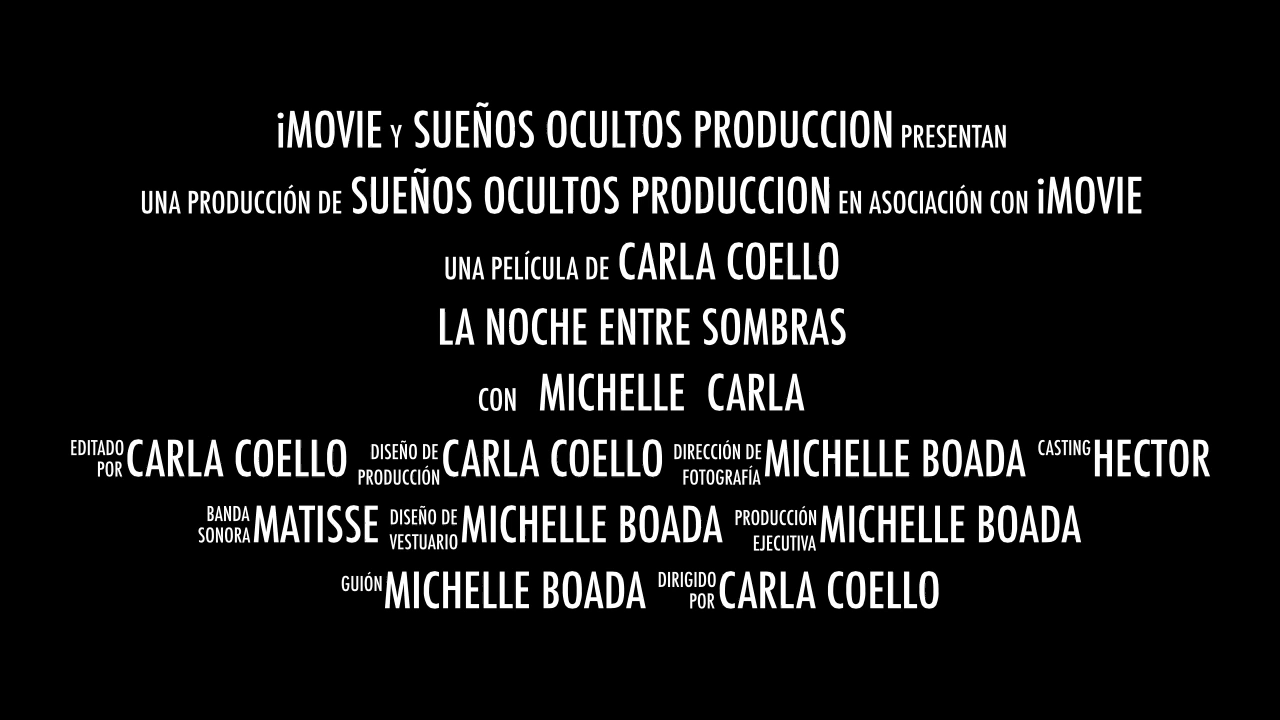 iMOVIE Y SUEÑOS OCULTOS PRODUCCION PRESENTAN
UNA PRODUCCIÓN DE SUEÑOS OCULTOS PRODUCCION EN ASOCIACIÓN CON iMOVIE
UNA PELÍCULA DE CARLA COELLO
LA NOCHE ENTRE SOMBRAS
CON MICHELLE CARLA
EDITADO POR CARLA COELLO DISEÑO DE PRODUCCIÓN CARLA COELLO DIRECCIÓN DE FOTOGRAFÍA MICHELLE BOADA CASTING HECTOR
BANDA SONORA MATISSE DISEÑO DE VESTUARIO MICHELLE BOADA PRODUCCIÓN EJECUTIVA MICHELLE BOADA
GUIÓN MICHELLE BOADA DIRIGIDO POR CARLA COELLO